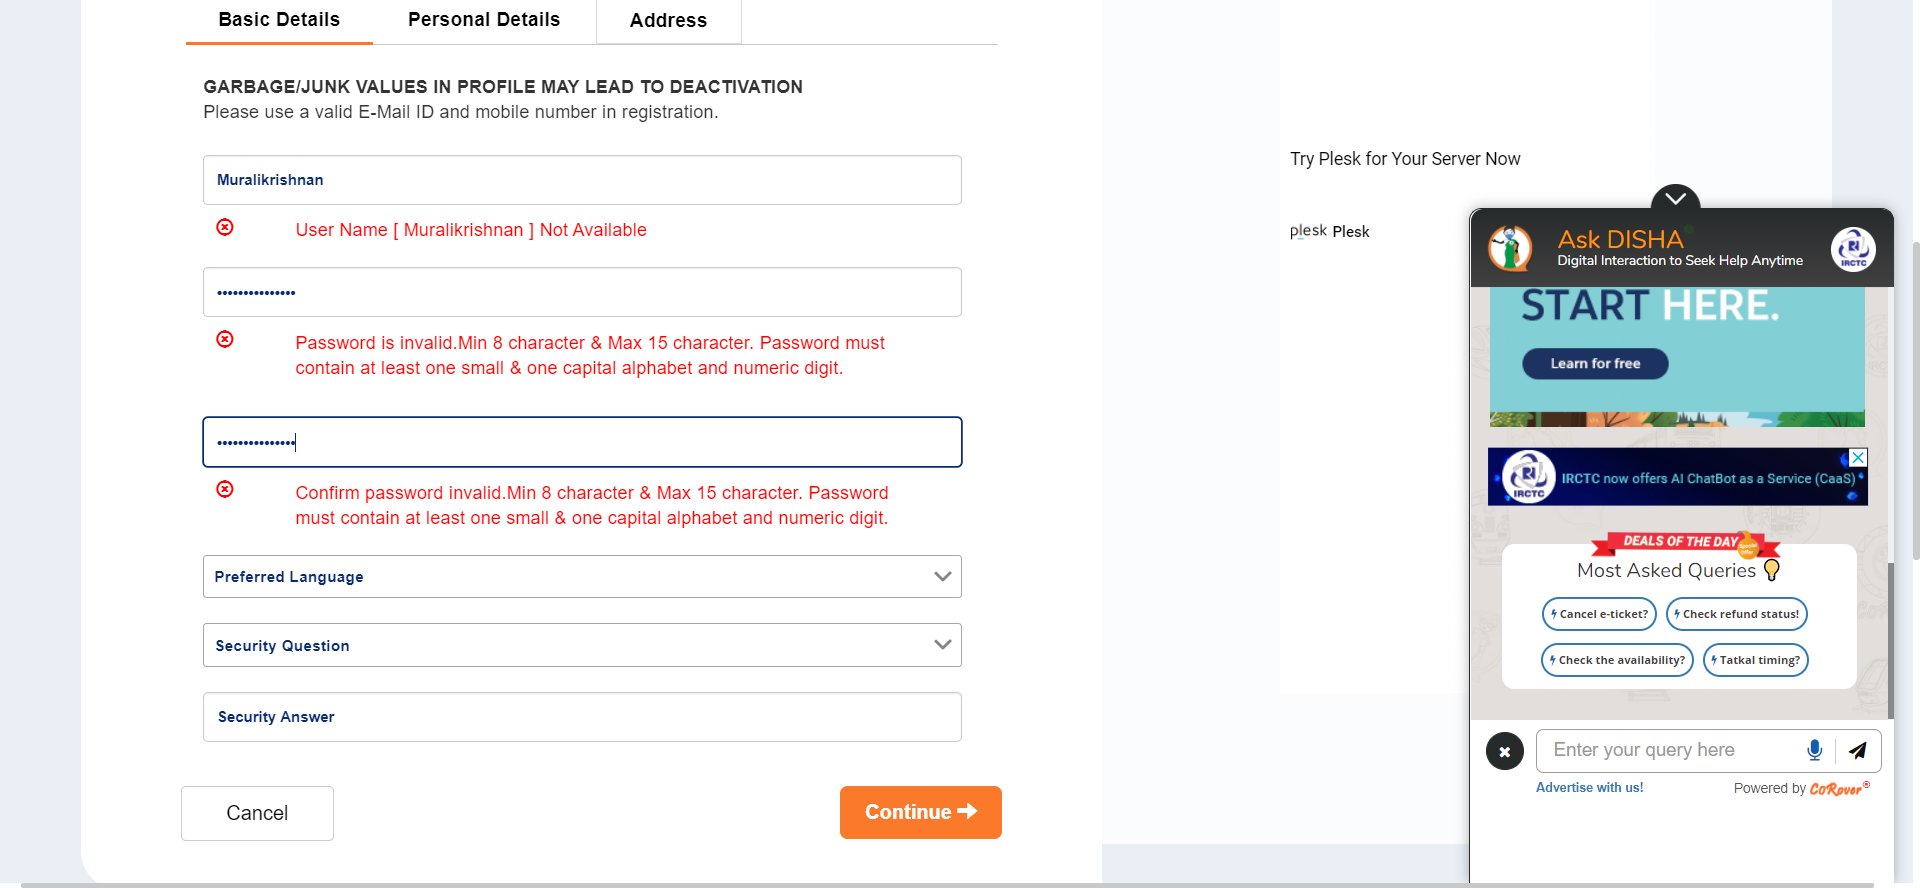 Basic Details
Personal Details
Address
GARBAGE/JUNK VALUES IN PROFILE MAY LEAD TO DEACTIVATION
Please use a valid E-Mail ID and mobile number in registration.
Muralikrishnan
User Name [ Muralikrishnan ] Not Available
•••••••••••••••
Password is invalid.Min 8 character & Max 15 character. Password must
contain at least one small & one capital alphabet and numeric digit.
•••••••••••••••
Confirm password invalid.Min 8 character & Max 15 character. Password
must contain at least one small & one capital alphabet and numeric digit.
Preferred Language
Security Question
Security Answer
Cancel
Continue
Try Plesk for Your Server Now
plesk Plesk
Ask DISHA
Digital Interaction to Seek Help Anytime
IRCTC
START HERE.
Learn for free
IRCTC
IRCTC now offers AI ChatBot as a Service (CaaS)
DEALS OF THE DAY
Special Offer
Most Asked Queries
Cancel e-ticket?
Check refund status!
Check the availability?
Tatkal timing?
Enter your query here
Advertise with us!
Powered by CoRover®